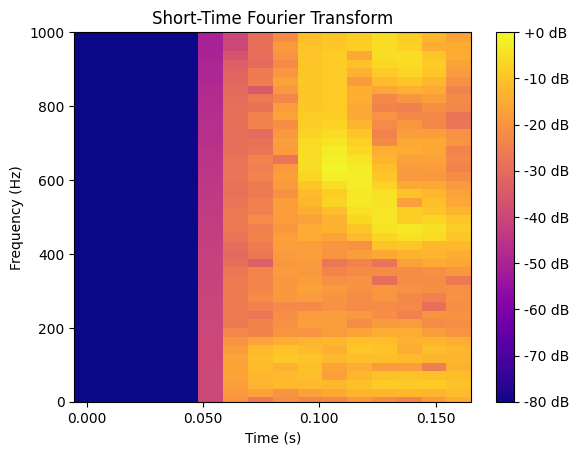 Short-Time Fourier Transform
1000
800
600
400
200
0
Frequency (Hz)
0.000
0.050
0.100
0.150
Time (s)
+0 dB
-10 dB
-20 dB
-30 dB
-40 dB
-50 dB
-60 dB
-70 dB
-80 dB